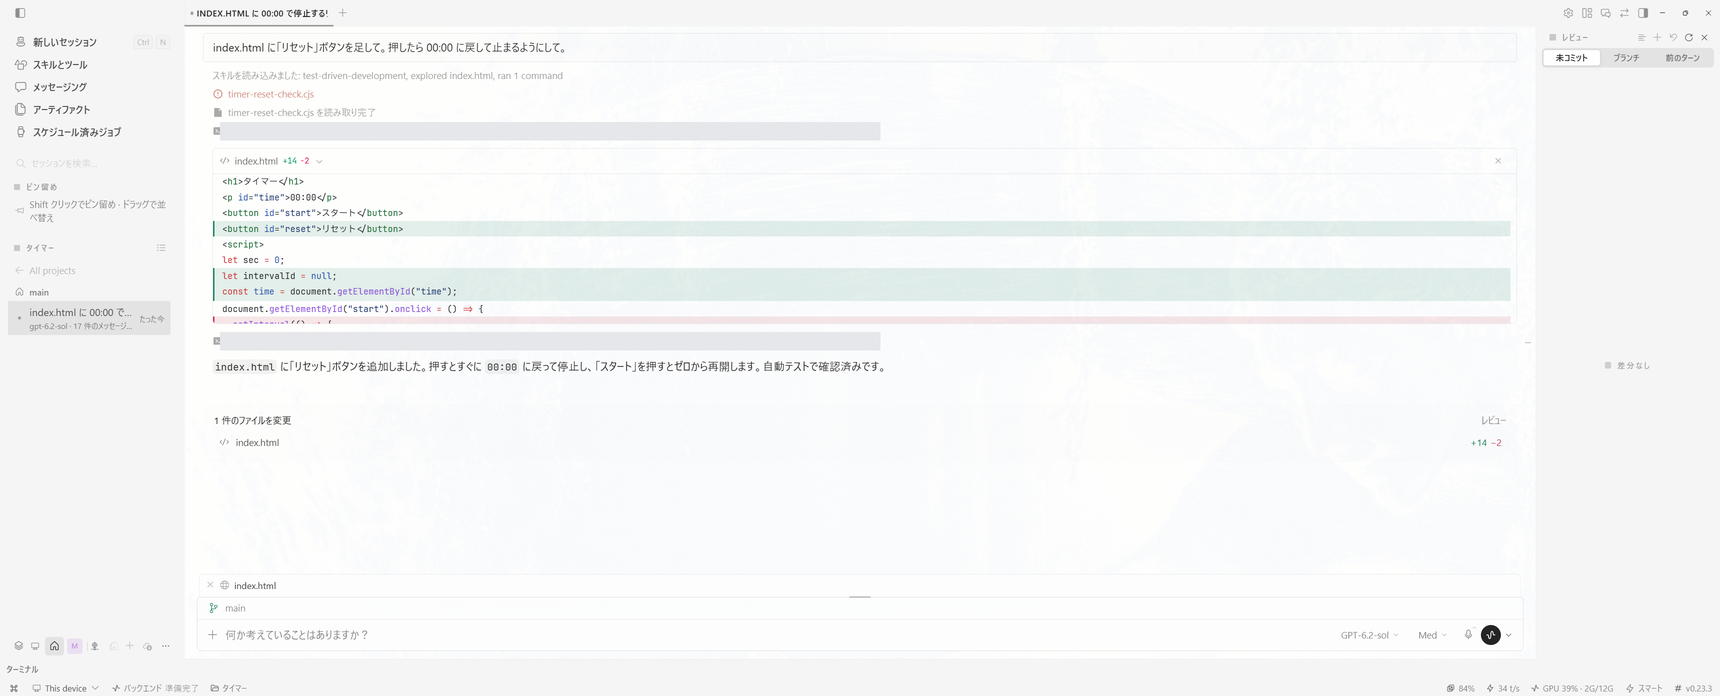 INDEX.HTML に 00:00 で停止する!
新しいセッション Ctrl N
スキルとツール
メッセージング
アーティファクト
スケジュール済みジョブ
セッションを検索...
ピン留め
Shift クリックでピン留め · ドラッグで並べ替え
タイマー
All projects
main
index.html に 00:00 で...
gpt-6.2-sol · 17 件のメッセージ... たった今
index.html に「リセット」ボタンを足して。押したら 00:00 に戻して止まるようにして。
スキルを読み込みました: test-driven-development, explored index.html, ran 1 command
timer-reset-check.cjs
timer-reset-check.cjs を読み取り完了
index.html +14 -2
<h1>タイマー</h1>
<p id="time">00:00</p>
<button id="start">スタート</button>
<button id="reset">リセット</button>
<script>
let sec = 0;
let intervalId = null;
const time = document.getElementById("time");
document.getElementById("start").onclick = () => {
index.html に「リセット」ボタンを追加しました。押すとすぐに 00:00 に戻って停止し、「スタート」を押すとゼロから再開します。自動テストで確認済みです。
1 件のファイルを変更 レビュー
index.html +14 -2
index.html
main
何か考えていることはありますか？ GPT-6.2-sol Med
レビュー
未コミット ブランチ 前のターン
差分なし
M
ターミナル
This device バックエンド 準備完了 タイマー 84% 34 t/s GPU 39% · 2G/12G スマート v0.23.3